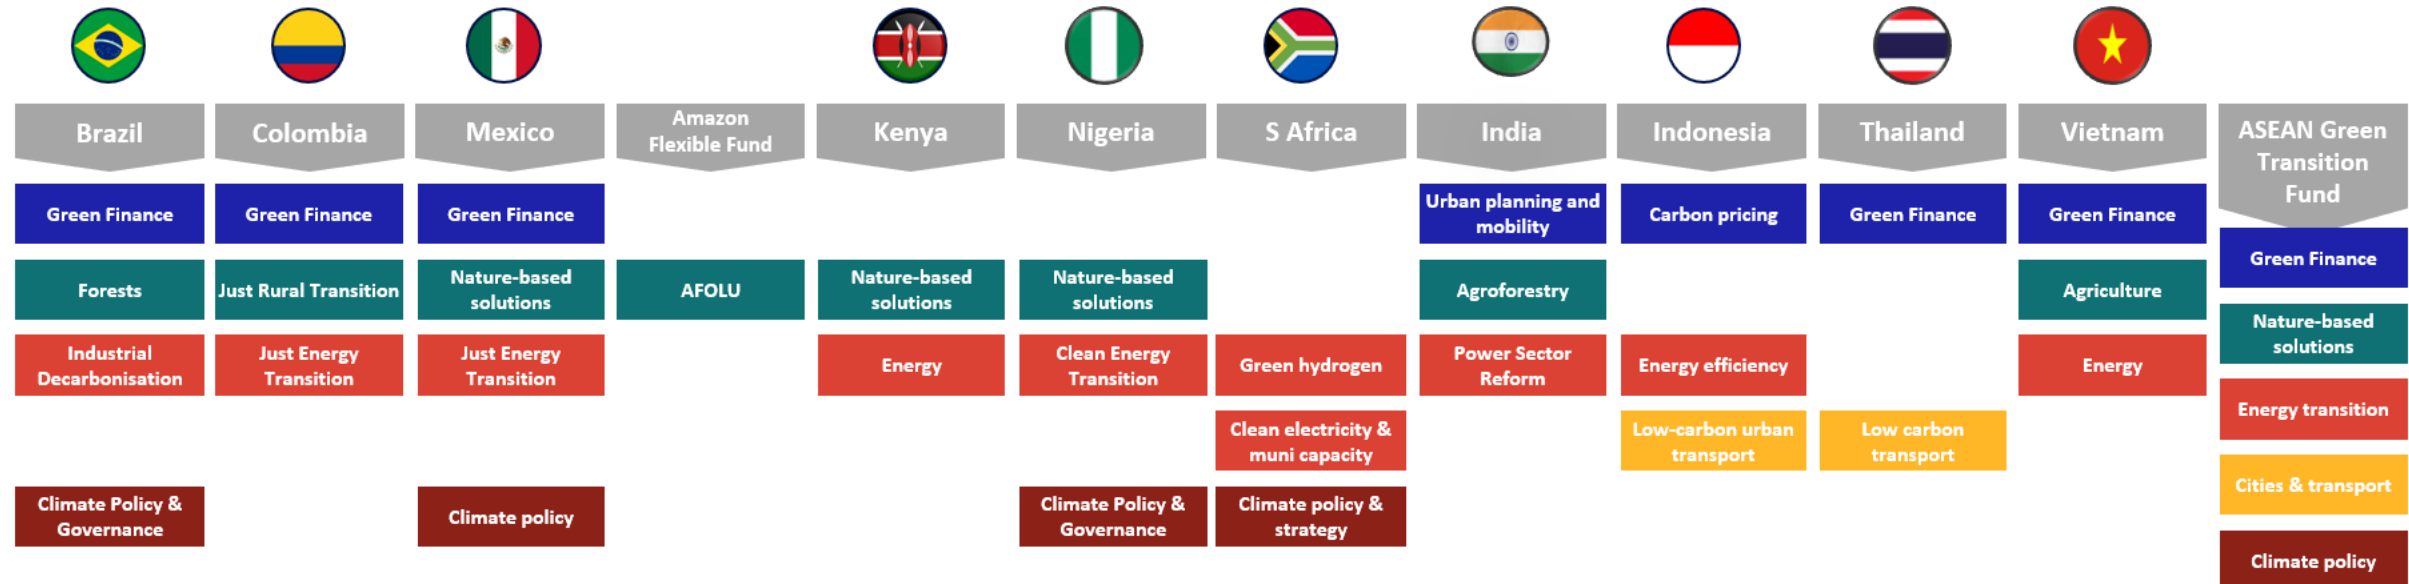 Brazil
Colombia
Mexico
Amazon
Flexible Fund
Kenya
Nigeria
S Africa
India
Indonesia
Thailand
Vietnam
ASEAN Green
Transition
Fund
Green Finance
Green Finance
Green Finance
Urban planning and
mobility
Carbon pricing
Green Finance
Green Finance
Green Finance
Forests
Just Rural Transition
Nature-based
solutions
AFOLU
Nature-based
solutions
Nature-based
solutions
Agroforestry
Agriculture
Nature-based
solutions
Industrial
Decarbonisation
Just Energy
Transition
Just Energy
Transition
Energy
Clean Energy
Transition
Green hydrogen
Power Sector
Reform
Energy efficiency
Energy
Energy transition
Clean electricity &
muni capacity
Low-carbon urban
transport
Low carbon
transport
Cities & transport
Climate Policy &
Governance
Climate policy
Climate Policy &
Governance
Climate policy &
strategy
Climate policy